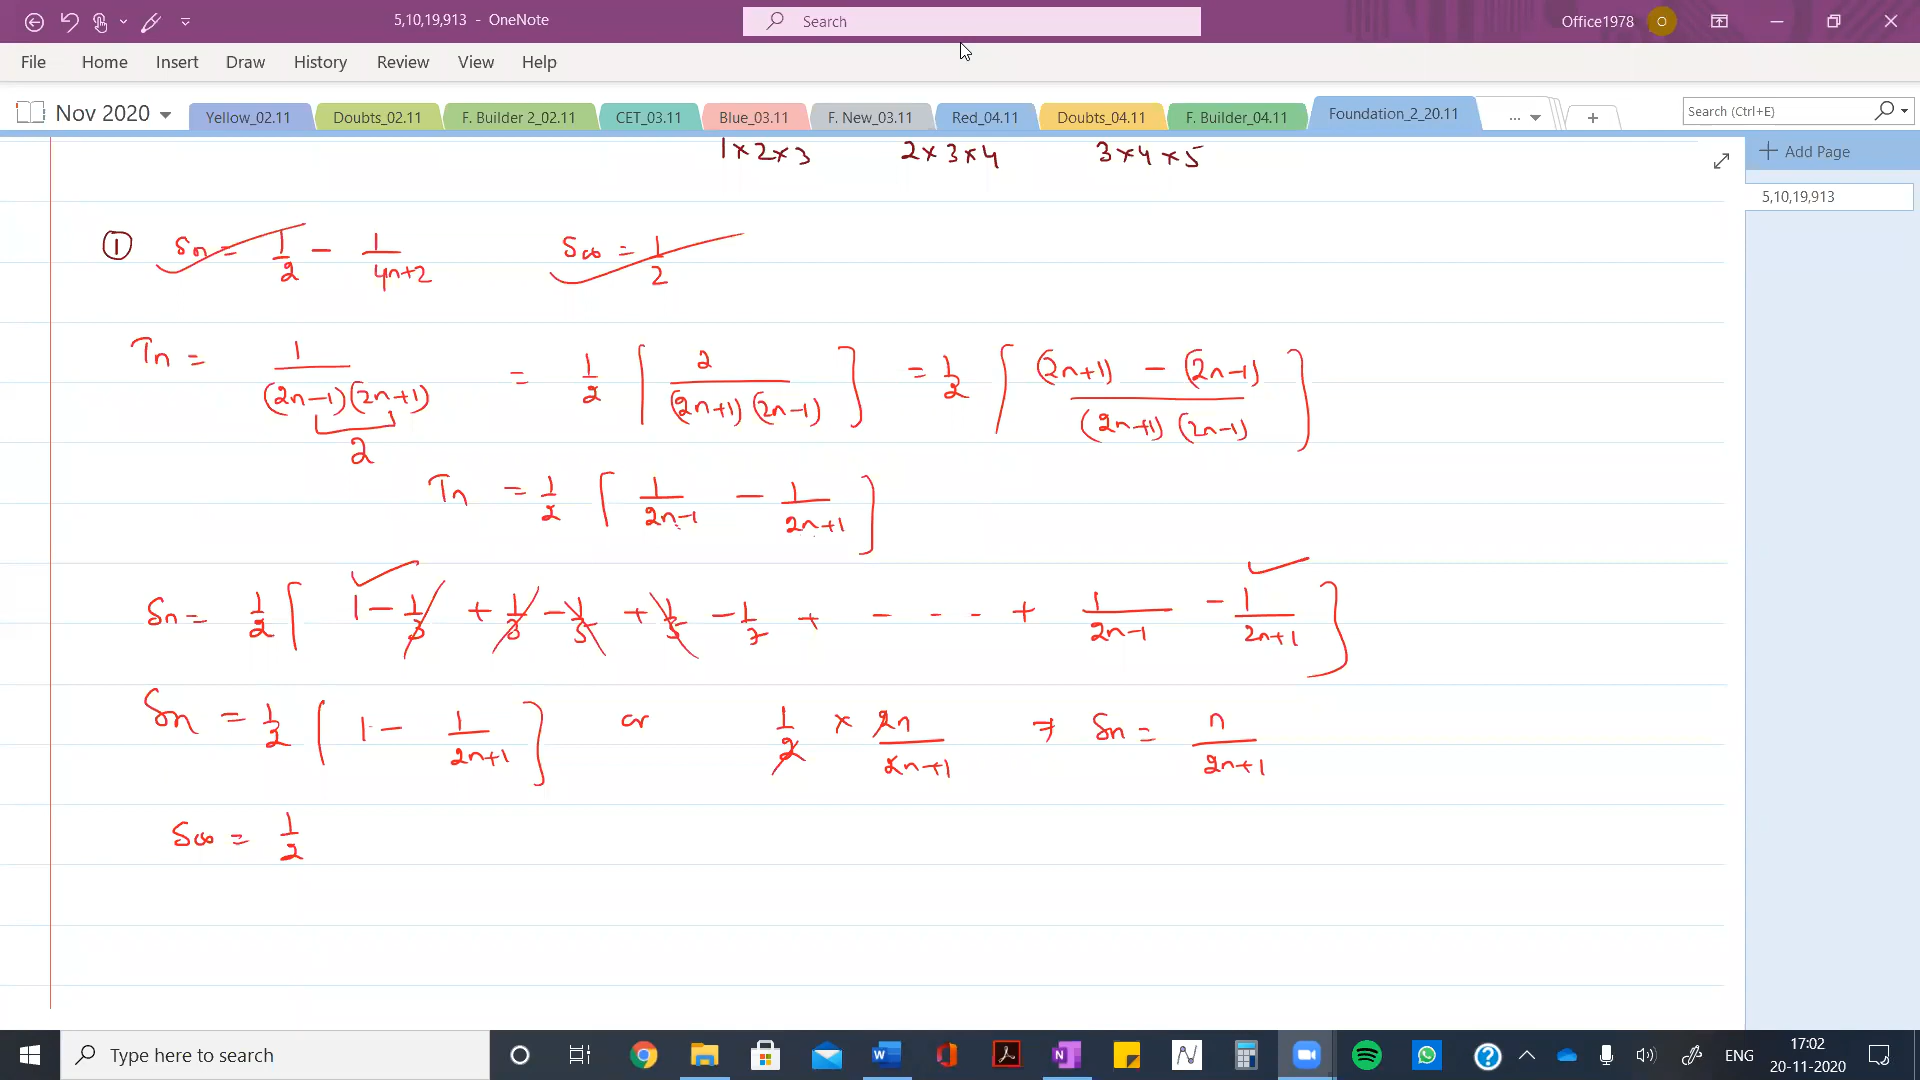 5,10,19,913 - OneNote
Search
Office1978
O
File Home Insert Draw History Review View Help
Nov 2020
Yellow_02.11 Doubts_02.11 F. Builder 2_02.11 CET_03.11 Blue_03.11 F. New_03.11 Red_04.11 Doubts_04.11 F. Builder_04.11 Foundation_2_20.11 ... +
Search (Ctrl+E)
+ Add Page
5,10,19,913
1×2×3 2×3×4 3×4×5
① Sn = 1/2 - 1/(4n+2) S∞ = 1/2
Tn = 1/((2n-1)(2n+1)) = 1/2 [ 2/((2n+1)(2n-1)) ] = 1/2 [ ((2n+1) - (2n-1))/((2n+1)(2n-1)) ]
2
Tn = 1/2 [ 1/(2n-1) - 1/(2n+1) ]
Sn = 1/2 [ 1 - 1/3 + 1/3 - 1/5 + 1/5 - 1/7 + - - - + 1/(2n-1) - 1/(2n+1) ]
Sn = 1/2 [ 1 - 1/(2n+1) ] or 1/2 × 2n/(2n+1) ⇒ Sn = n/(2n+1)
S∞ = 1/2
Type here to search
ENG
17:02
20-11-2020